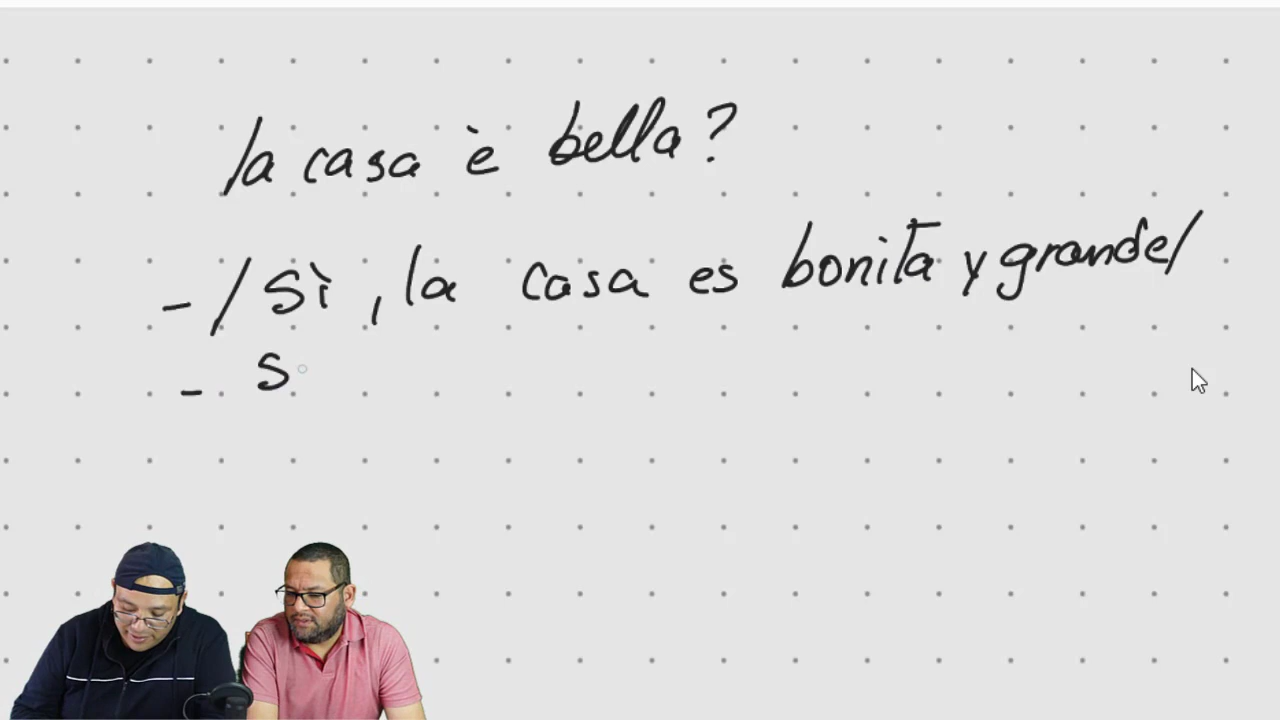 la casa è bella?
- / Sì, la casa es bonita y grande/
- S